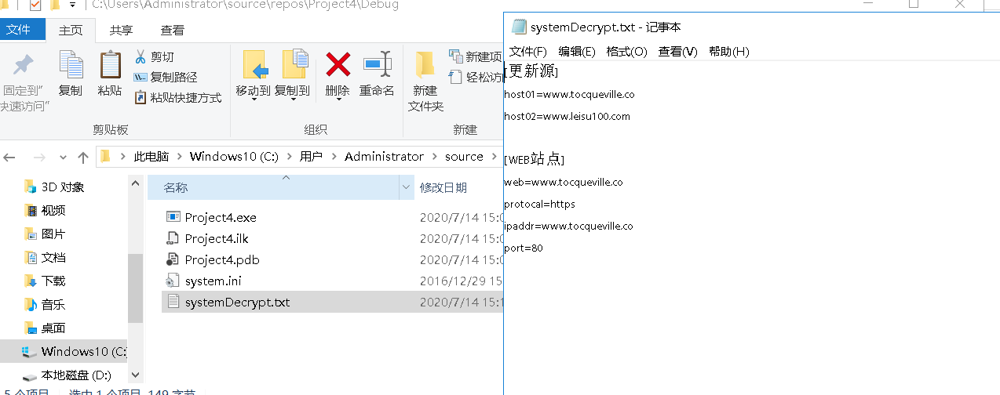 C:\Users\Administrator\source\repos\Project4\Debug
文件 主页 共享 查看
固定到"
快速访问"
复制
粘贴
剪切
复制路径
粘贴快捷方式
剪贴板
移动到 复制到 删除 重命名
组织
新建
文件夹
新建项
轻松访
新建
此电脑 > Windows10 (C:) > 用户 > Administrator > source >
3D 对象
视频
图片
文档
下载
音乐
桌面
Windows10 (C:
本地磁盘 (D:)
名称 修改日期
Project4.exe 2020/7/14 15:0
Project4.ilk 2020/7/14 15:0
Project4.pdb 2020/7/14 15:0
system.ini 2016/12/29 15
systemDecrypt.txt 2020/7/14 15:1
5 个项目 选中 1 个项目 149 字节
systemDecrypt.txt - 记事本
文件(F) 编辑(E) 格式(O) 查看(V) 帮助(H)
[更新源]
host01=www.tocqueville.co
host02=www.leisu100.com
[WEB站点]
web=www.tocqueville.co
protocal=https
ipaddr=www.tocqueville.co
port=80